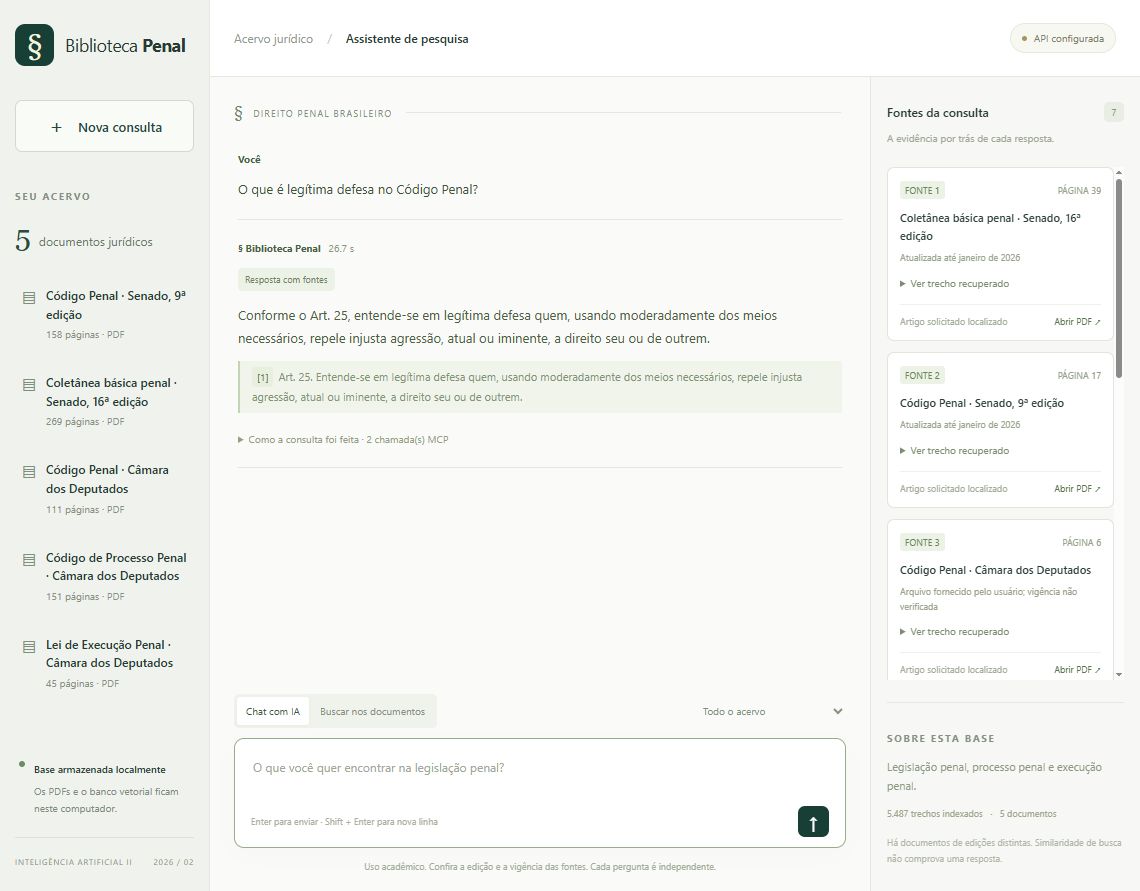 § Biblioteca Penal
+ Nova consulta
SEU ACERVO
5 documentos jurídicos
Código Penal · Senado, 9ª
edição
158 páginas · PDF
Coletânea básica penal ·
Senado, 16ª edição
269 páginas · PDF
Código Penal · Câmara
dos Deputados
111 páginas · PDF
Código de Processo Penal
· Câmara dos Deputados
151 páginas · PDF
Lei de Execução Penal ·
Câmara dos Deputados
45 páginas · PDF
Base armazenada localmente
Os PDFs e o banco vetorial ficam
neste computador.
INTELIGÊNCIA ARTIFICIAL II 2026 / 02
Acervo jurídico / Assistente de pesquisa
API configurada
§ DIREITO PENAL BRASILEIRO
Você
O que é legítima defesa no Código Penal?
§ Biblioteca Penal 26.7 s
Resposta com fontes
Conforme o Art. 25, entende-se em legítima defesa quem, usando moderadamente dos meios
necessários, repele injusta agressão, atual ou iminente, a direito seu ou de outrem.
[1] Art. 25. Entende-se em legítima defesa quem, usando moderadamente dos meios necessários, repele injusta
agressão, atual ou iminente, a direito seu ou de outrem.
▶ Como a consulta foi feita · 2 chamada(s) MCP
Chat com IA Buscar nos documentos Todo o acervo
O que você quer encontrar na legislação penal?
Enter para enviar · Shift + Enter para nova linha ↑
Uso acadêmico. Confira a edição e a vigência das fontes. Cada pergunta é independente.
Fontes da consulta 7
A evidência por trás de cada resposta.
FONTE 1 PÁGINA 39
Coletânea básica penal · Senado, 16ª
edição
Atualizada até janeiro de 2026
▶ Ver trecho recuperado
Artigo solicitado localizado Abrir PDF ↗
FONTE 2 PÁGINA 17
Código Penal · Senado, 9ª edição
Atualizada até janeiro de 2026
▶ Ver trecho recuperado
Artigo solicitado localizado Abrir PDF ↗
FONTE 3 PÁGINA 6
Código Penal · Câmara dos Deputados
Arquivo fornecido pelo usuário; vigência não
verificada
▶ Ver trecho recuperado
Artigo solicitado localizado Abrir PDF ↗
SOBRE ESTA BASE
Legislação penal, processo penal e execução
penal.
5.487 trechos indexados · 5 documentos
Há documentos de edições distintas. Similaridade de busca
não comprova uma resposta.